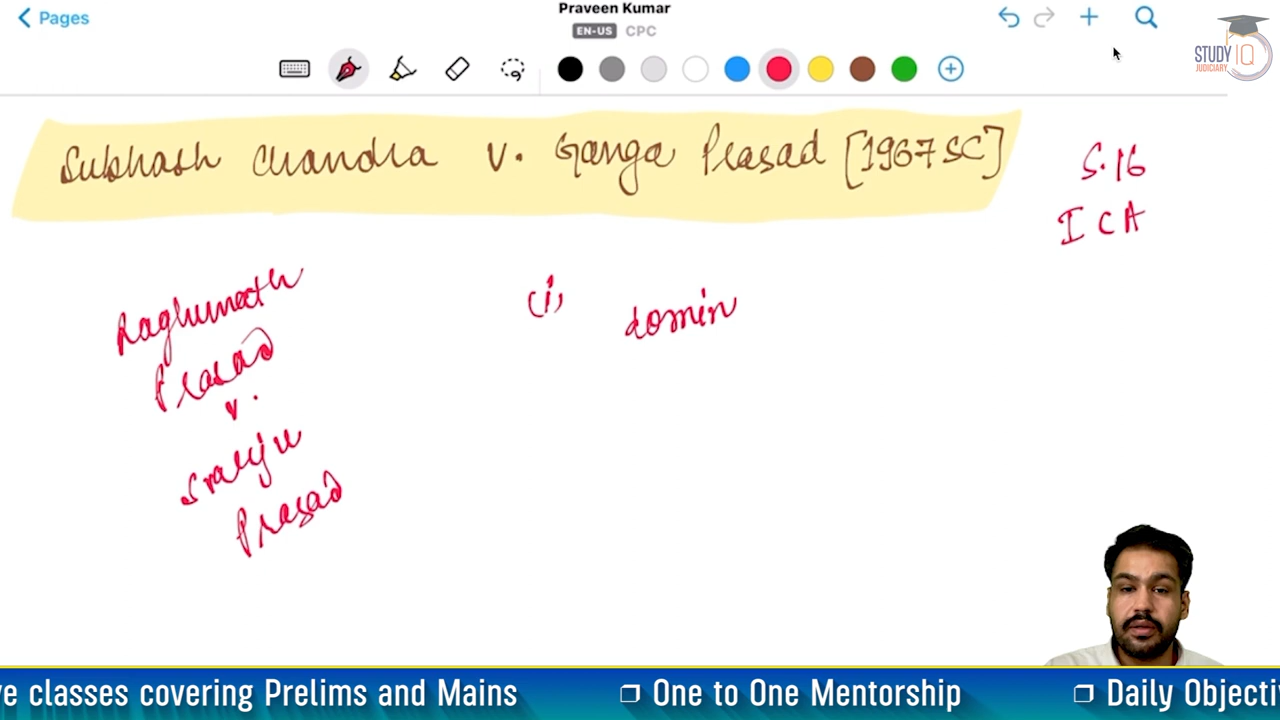 Pages
Praveen Kumar
EN-US CPC
STUDY IQ
JUDICIARY
Subhash Chandra v. Ganga Prasad [1967 SC]
S.16
ICA
Raghunath
Prasad
v.
Sraiju
Prasad
(i) domin
ve classes covering Prelims and Mains ❐ One to One Mentorship ❐ Daily Objecti